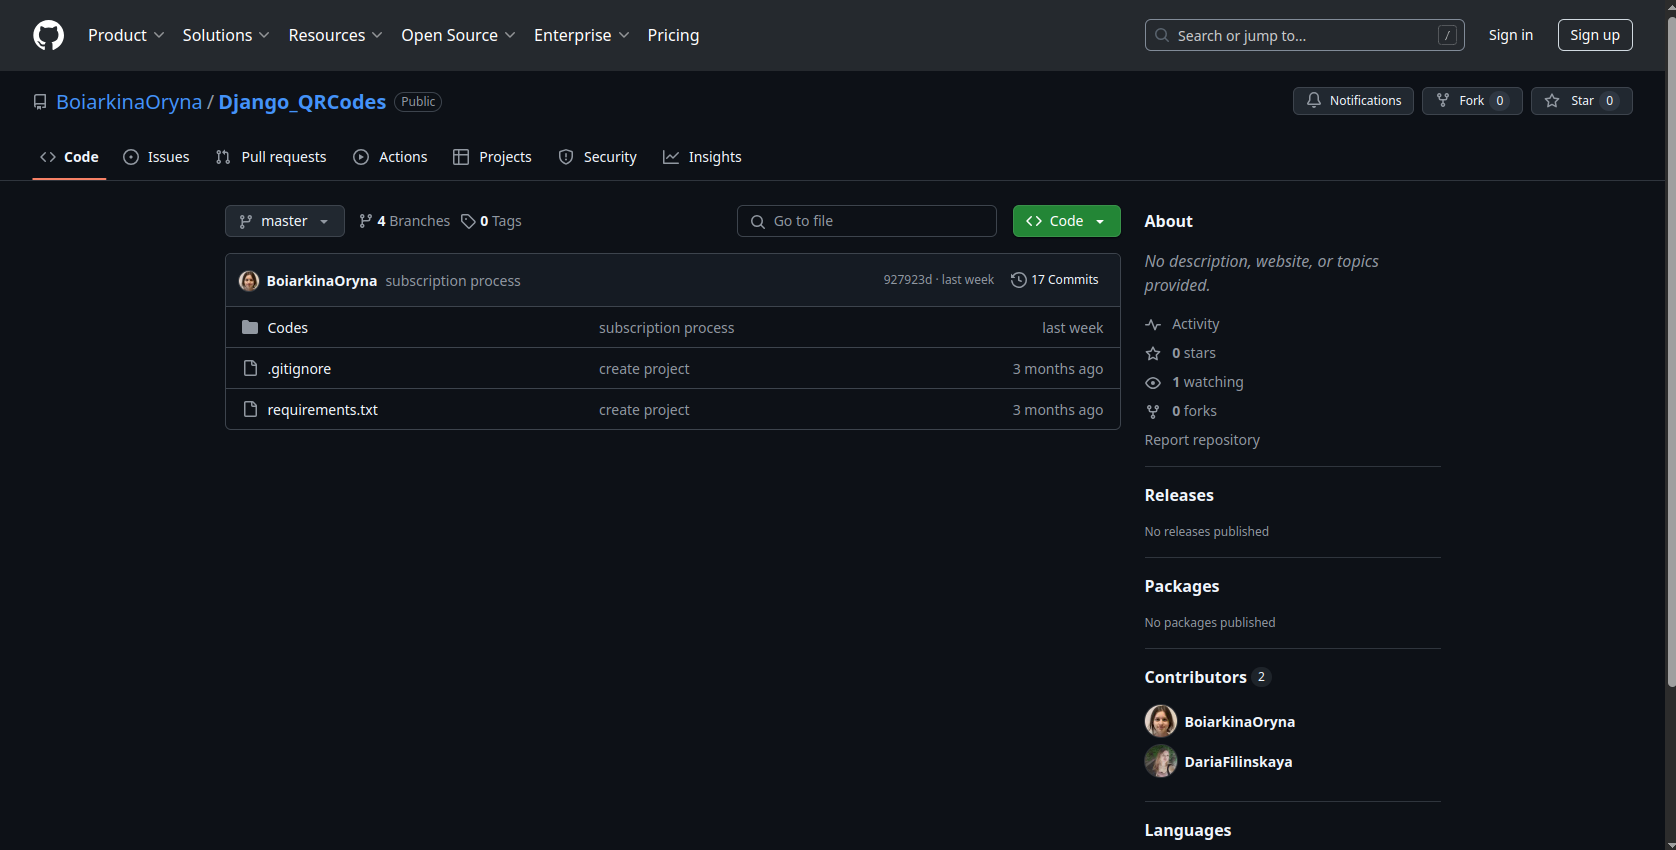 Product Solutions Resources Open Source Enterprise Pricing Search or jump to... / Sign in Sign up
BoiarkinaOryna / Django_QRCodes Public Notifications Fork 0 Star 0
Code Issues Pull requests Actions Projects Security Insights
master 4 Branches 0 Tags Go to file Code
BoiarkinaOryna subscription process 927923d · last week 17 Commits
Codes subscription process last week
.gitignore create project 3 months ago
requirements.txt create project 3 months ago
About
No description, website, or topics
provided.
Activity
0 stars
1 watching
0 forks
Report repository
Releases
No releases published
Packages
No packages published
Contributors 2
BoiarkinaOryna
DariaFilinskaya
Languages